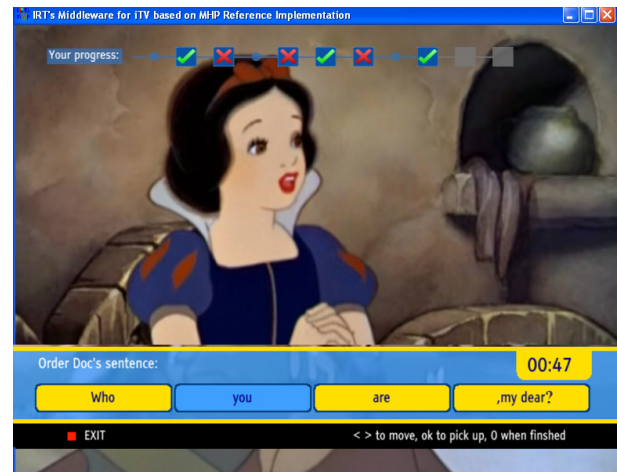 IRT's Middleware for iTV based on MHP Reference Implementation
Your progress:
Order Doc's sentence:
00:47
Who you are ,my dear?
EXIT < > to move, ok to pick up, 0 when finshed